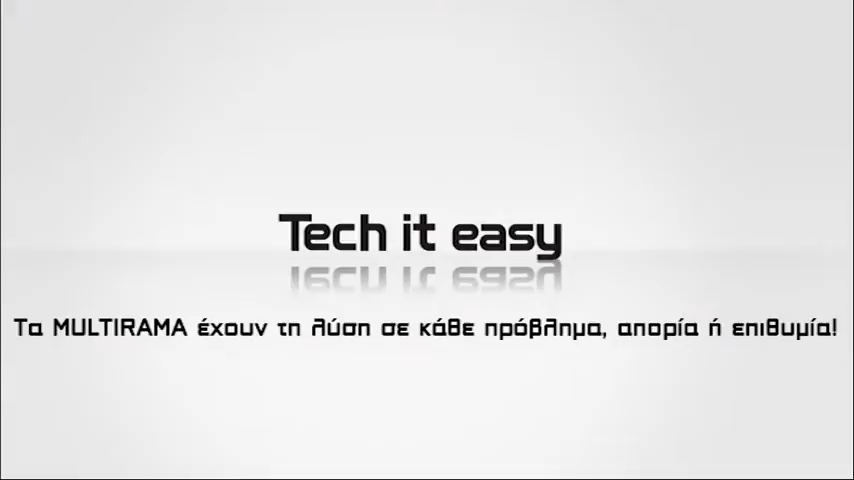 Tech it easy
Τα MULTIRAMA έχουν τη λύση σε κάθε πρόβλημα, απορία ή επιθυμία!